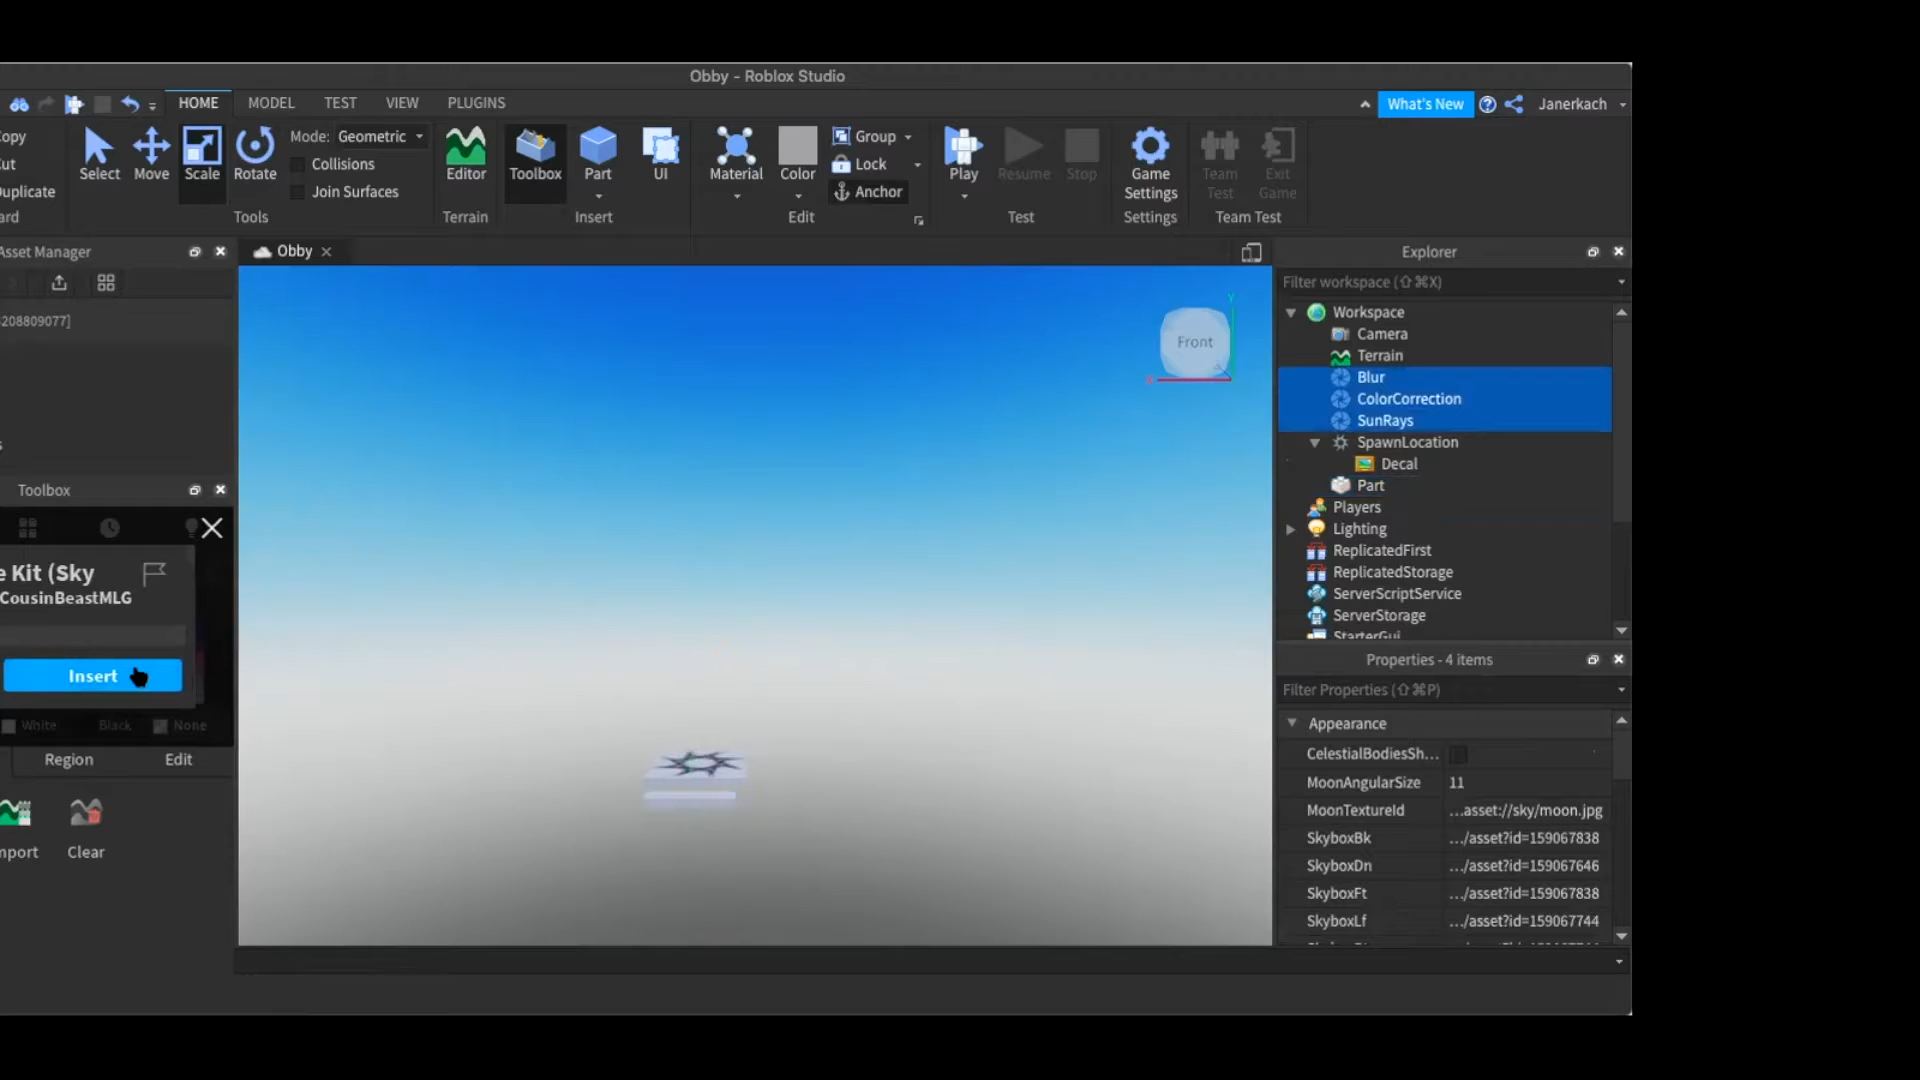 Obby - Roblox Studio
HOME MODEL TEST VIEW PLUGINS
What's New Janerkach
opy
ut
uplicate
ard
Select Move Scale Rotate
Mode: Geometric
Collisions
Join Surfaces
Tools
Editor
Terrain
Toolbox Part UI
Insert
Material Color
Group
Lock
Anchor
Edit
Play Resume Stop
Test
Game
Settings
Settings
Team
Test
Exit
Game
Team Test
Asset Manager
208809077]
s
Toolbox
e Kit (Sky
CousinBeastMLG
Insert
White Black None
Region Edit
mport Clear
Obby
Front
Y
Explorer
Filter workspace (⇧⌘X)
Workspace
Camera
Terrain
Blur
ColorCorrection
SunRays
SpawnLocation
Decal
Part
Players
Lighting
ReplicatedFirst
ReplicatedStorage
ServerScriptService
ServerStorage
StarterGui
Properties - 4 items
Filter Properties (⇧⌘P)
Appearance
CelestialBodiesSh...
MoonAngularSize 11
MoonTextureId ...asset://sky/moon.jpg
SkyboxBk .../asset?id=159067838
SkyboxDn .../asset?id=159067646
SkyboxFt .../asset?id=159067838
SkyboxLf .../asset?id=159067744